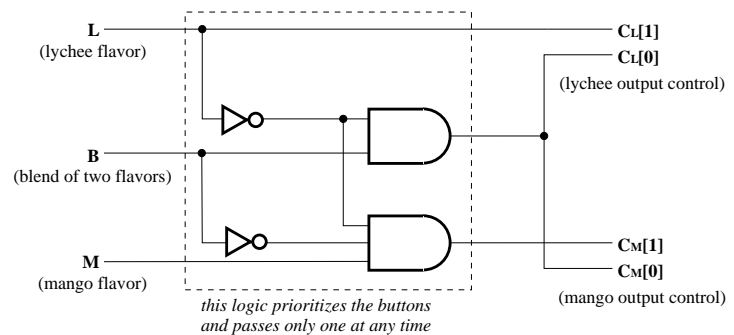 L
(lychee flavor)
B
(blend of two flavors)
M
(mango flavor)
CL[1]
CL[0]
(lychee output control)
CM[1]
CM[0]
(mango output control)
this logic prioritizes the buttons
and passes only one at any time